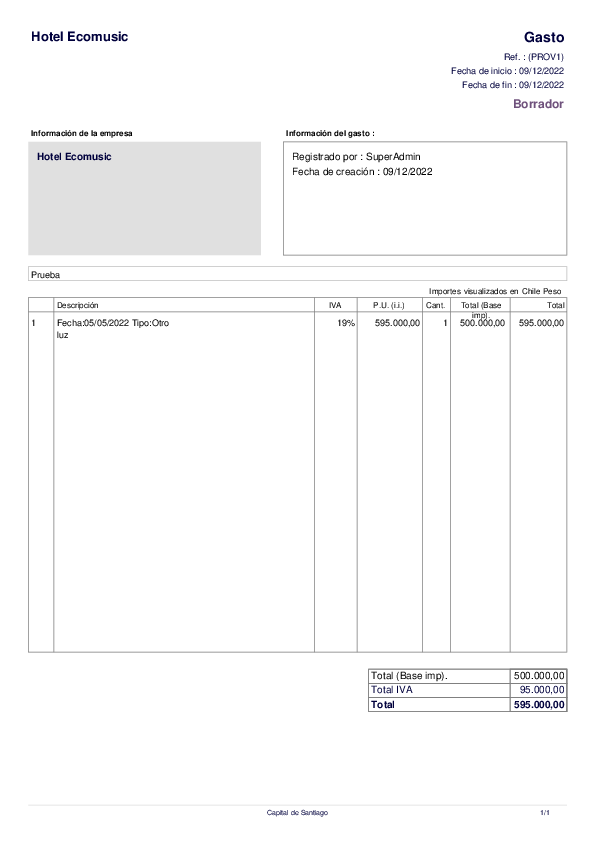 Hotel Ecomusic
Gasto
Ref. : (PROV1)
Fecha de inicio : 09/12/2022
Fecha de fin : 09/12/2022
Borrador
Información de la empresa
Información del gasto :
Hotel Ecomusic
Registrado por : SuperAdmin
Fecha de creación : 09/12/2022
Prueba
Importes visualizados en Chile Peso
Descripción IVA P.U. (i.i.) Cant. Total (Base imp). Total
1 Fecha:05/05/2022 Tipo:Otro 19% 595.000,00 1 500.000,00 595.000,00
luz
Total (Base imp). 500.000,00
Total IVA 95.000,00
Total 595.000,00
Capital de Santiago 1/1